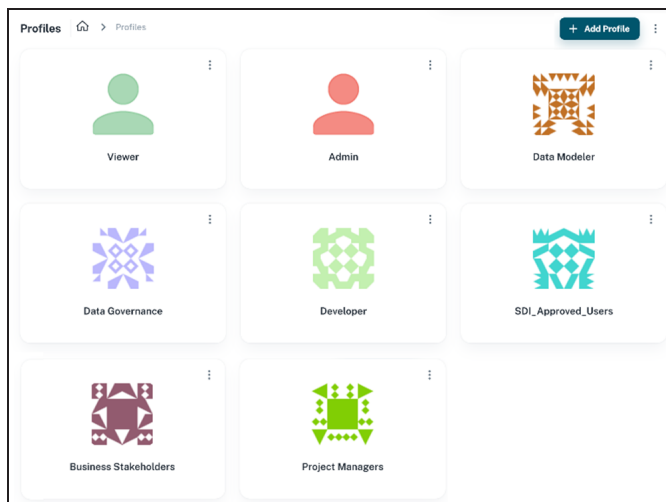 Profiles
Profiles
+ Add Profile
Viewer
Admin
Data Modeler
Data Governance
Developer
SDI_Approved_Users
Business Stakeholders
Project Managers